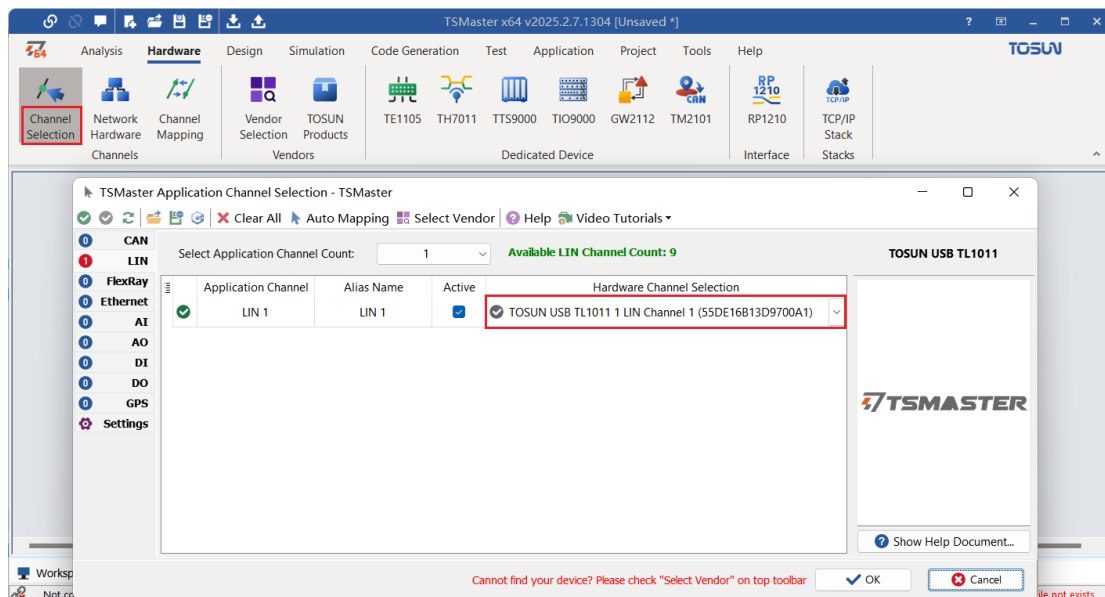 TSMaster x64 v2025.2.7.1304 [Unsaved *]
64
Analysis Hardware Design Simulation Code Generation Test Application Project Tools Help
TOSUN
Channel Selection
Network Hardware
Channel Mapping
Vendor Selection
TOSUN Products
TE1105
TH7011
TTS9000
TIO9000
GW2112
CAN
TM2101
RP 1210
RP1210
TCP/IP
TCP/IP Stack
Channels Vendors Dedicated Device Interface Stacks
TSMaster Application Channel Selection - TSMaster
Clear All Auto Mapping Select Vendor Help Video Tutorials
0 CAN
1 LIN
0 FlexRay
0 Ethernet
0 AI
0 AO
0 DI
0 DO
0 GPS
Settings
Select Application Channel Count: 1 Available LIN Channel Count: 9
TOSUN USB TL1011
Application Channel Alias Name Active Hardware Channel Selection
LIN 1 LIN 1 TOSUN USB TL1011 1 LIN Channel 1 (55DE16B13D9700A1)
TSMASTER
Show Help Document...
Cannot find your device? Please check "Select Vendor" on top toolbar
OK
Cancel
Worksp
Not co
ile not exists